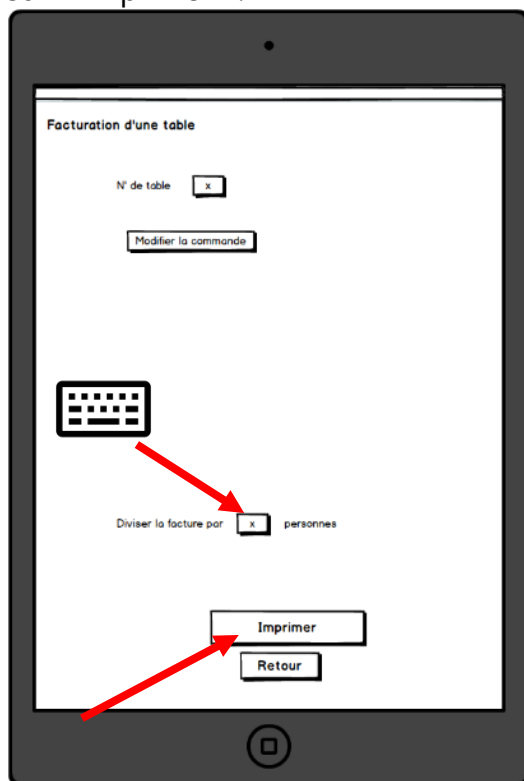 Facturation d'une table
N° de table x
Modifier la commande
Diviser la facture par x personnes
Imprimer
Retour